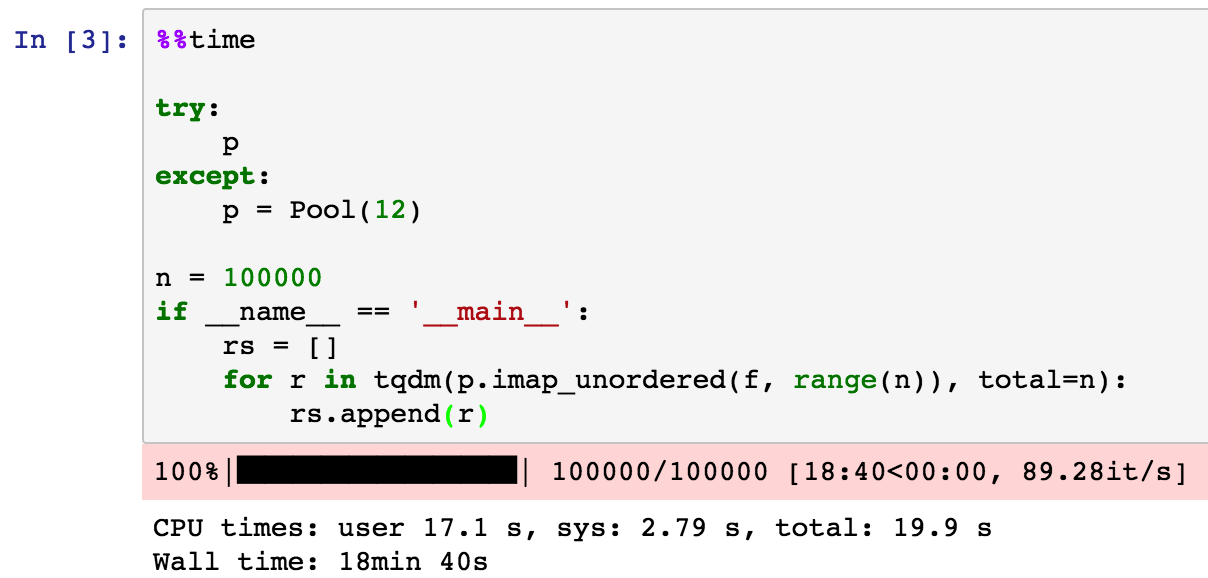 In [3]: %%time
try:
    p
except:
    p = Pool(12)
n = 100000
if __name__ == '__main__':
    rs = []
    for r in tqdm(p.imap_unordered(f, range(n)), total=n):
        rs.append(r)
100%|██████████| 100000/100000 [18:40<00:00, 89.28it/s]
CPU times: user 17.1 s, sys: 2.79 s, total: 19.9 s
Wall time: 18min 40s